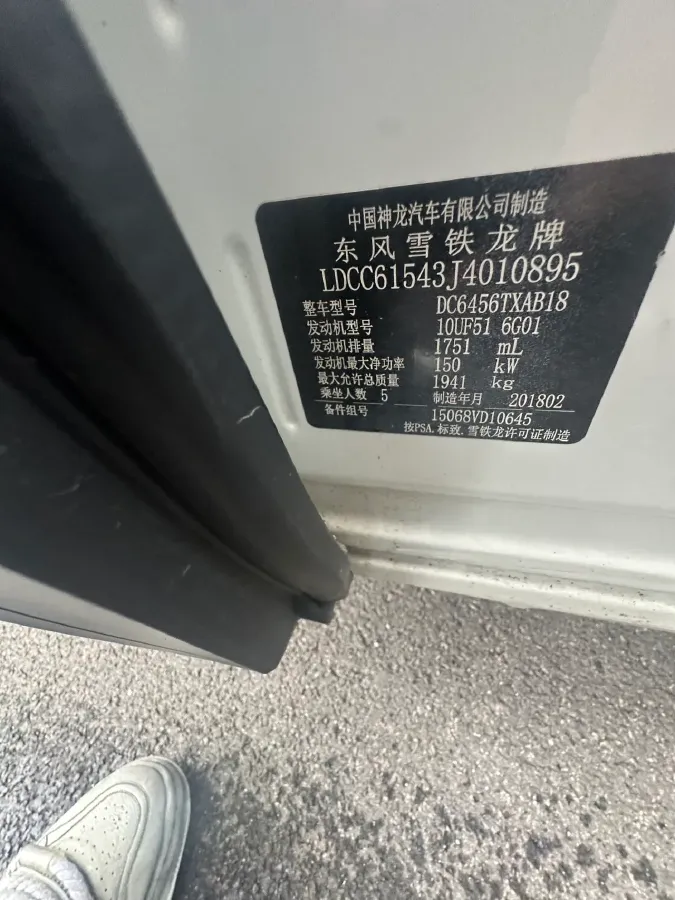 中国神龙汽车有限公司制造
东风雪铁龙牌
LDCC61543J4010895
整车型号 DC6456TXAB18
发动机型号 10UF51 6G01
发动机排量 1751 mL
发动机最大净功率 150 kW
最大允许总质量 1941 kg
乘坐人数 5 制造年月 201802
备件组号 15068YD10645
按PSA.标致.雪铁龙许可证制造